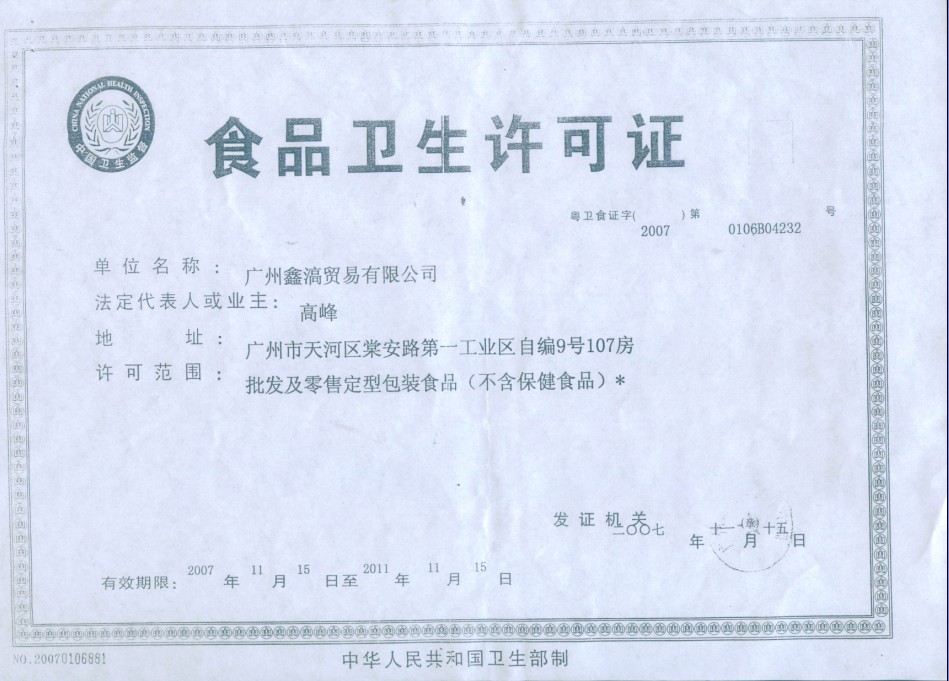 CHINA NATIONAL HEALTH INSPECTION
中国卫生监督
食品卫生许可证
粤卫食证字( 2007 )第 0106B04232 号
单位名称: 广州鑫滈贸易有限公司
法定代表人或业主: 高峰
地 址: 广州市天河区棠安路第一工业区自编9号107房
许可范围: 批发及零售定型包装食品（不含保健食品）*
发证机关
二〇〇七 年 十一 月 十五 日
有效期限: 2007 年 11 月 15 日至 2011 年 11 月 15 日
NO.20070106881
中华人民共和国卫生部制